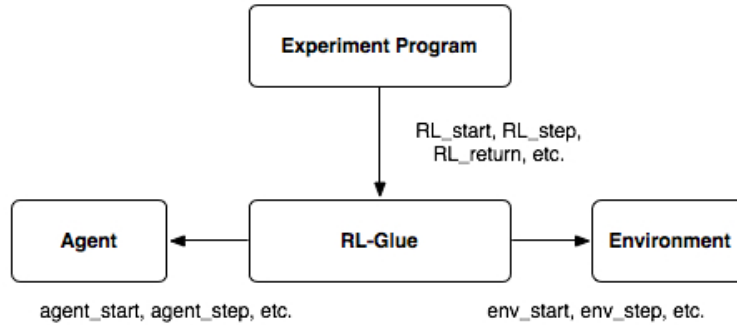 Experiment Program
RL_start, RL_step,
RL_return, etc.
Agent
RL-Glue
Environment
agent_start, agent_step, etc.
env_start, env_step, etc.